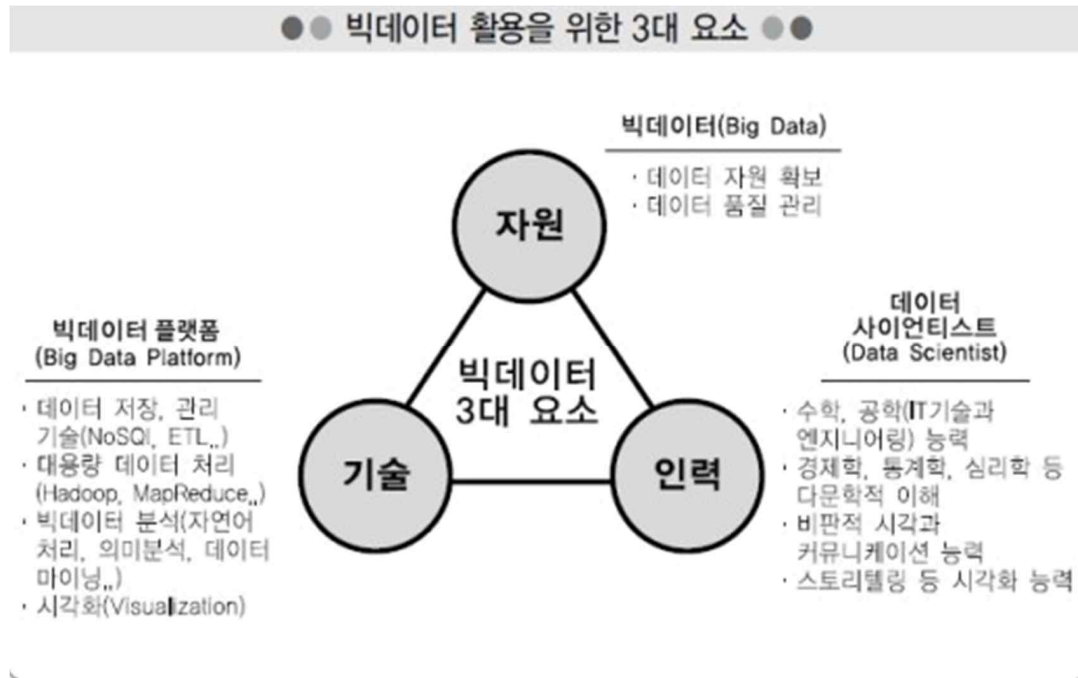 빅데이터 활용을 위한 3대 요소
빅데이터(Big Data)
· 데이터 자원 확보
· 데이터 품질 관리
자원
빅데이터 플랫폼
(Big Data Platform)
· 데이터 저장, 관리
기술(NoSQl, ETL,,)
· 대용량 데이터 처리
(Hadoop, MapReduce,,)
· 빅데이터 분석(자연어
처리, 의미분석, 데이터
마이닝,,)
· 시각화(Visualization)
빅데이터
3대 요소
기술
인력
데이터
사이언티스트
(Data Scientist)
· 수학, 공학(IT기술과
엔지니어링) 능력
· 경제학, 통계학, 심리학 등
다문학적 이해
· 비판적 시각과
커뮤니케이션 능력
· 스토리텔링 등 시각화 능력